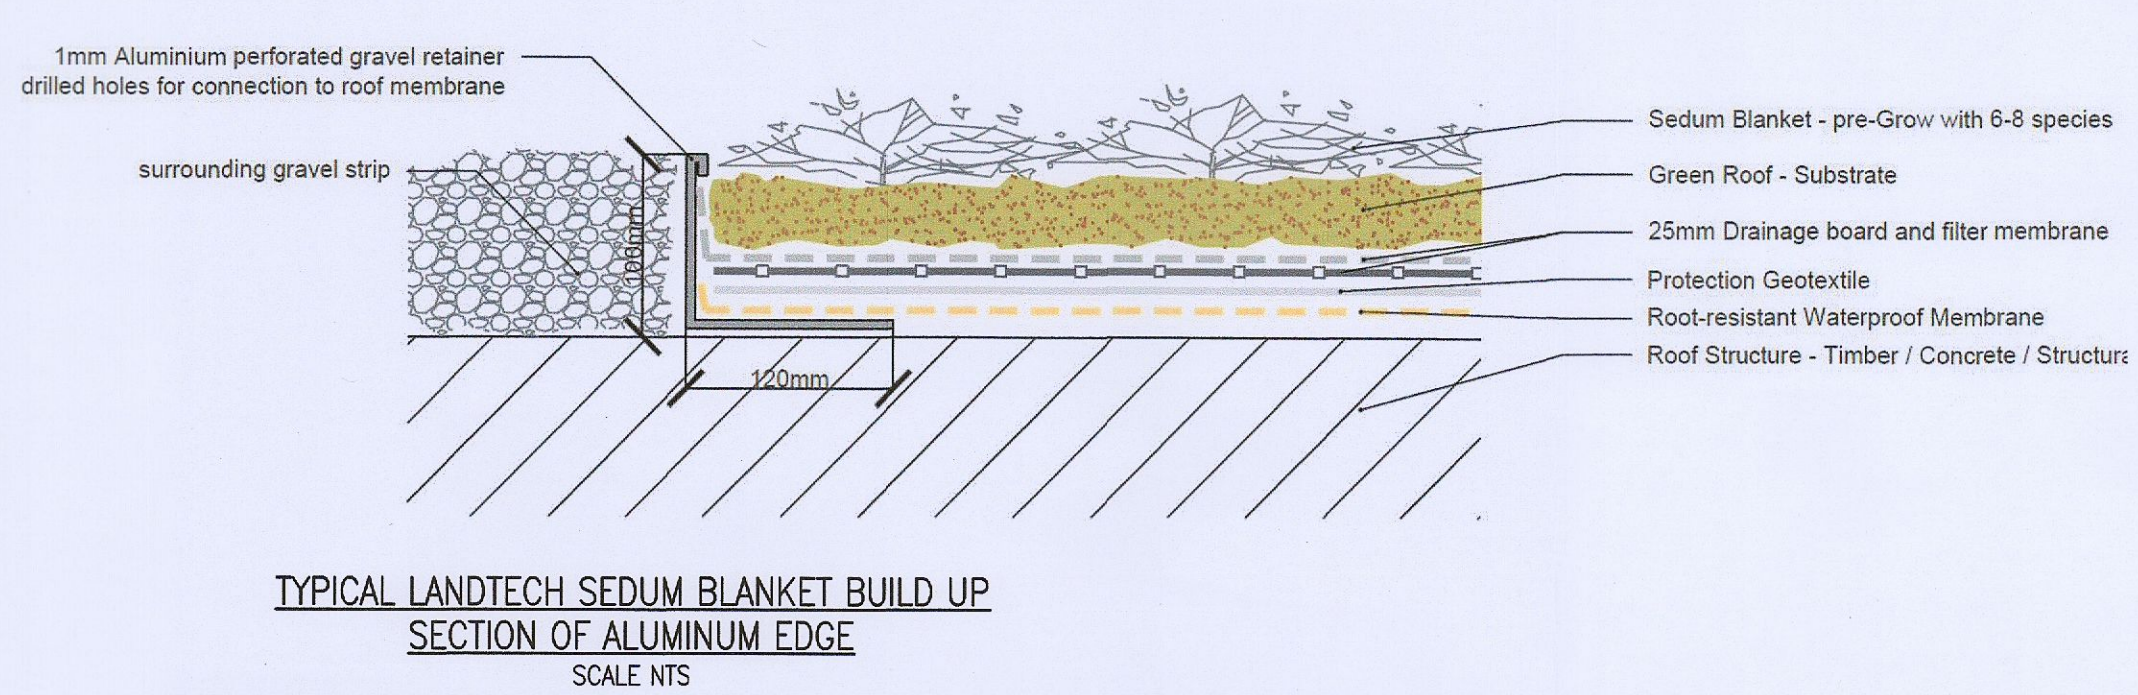 1mm Aluminium perforated gravel retainer
drilled holes for connection to roof membrane
surrounding gravel strip
100mm
120mm
Sedum Blanket - pre-Grow with 6-8 species
Green Roof - Substrate
25mm Drainage board and filter membrane
Protection Geotextile
Root-resistant Waterproof Membrane
Roof Structure - Timber / Concrete /
TYPICAL LANDTECH SEDUM BLANKET BUILD UP
SECTION OF ALUMINUM EDGE
SCALE NTS